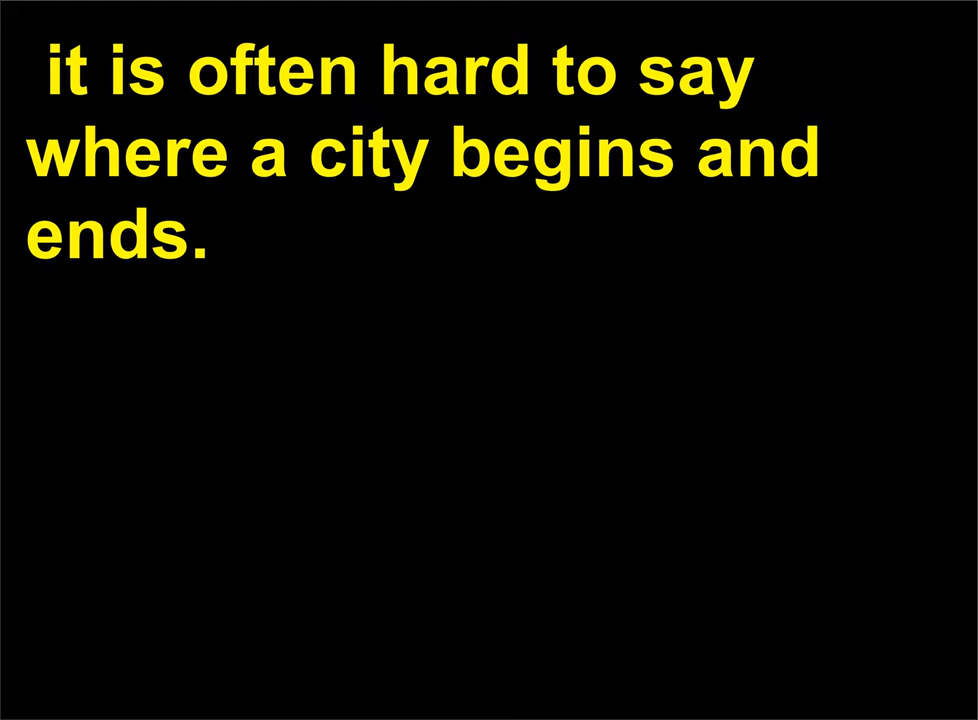 it is often hard to say
where a city begins and
ends.